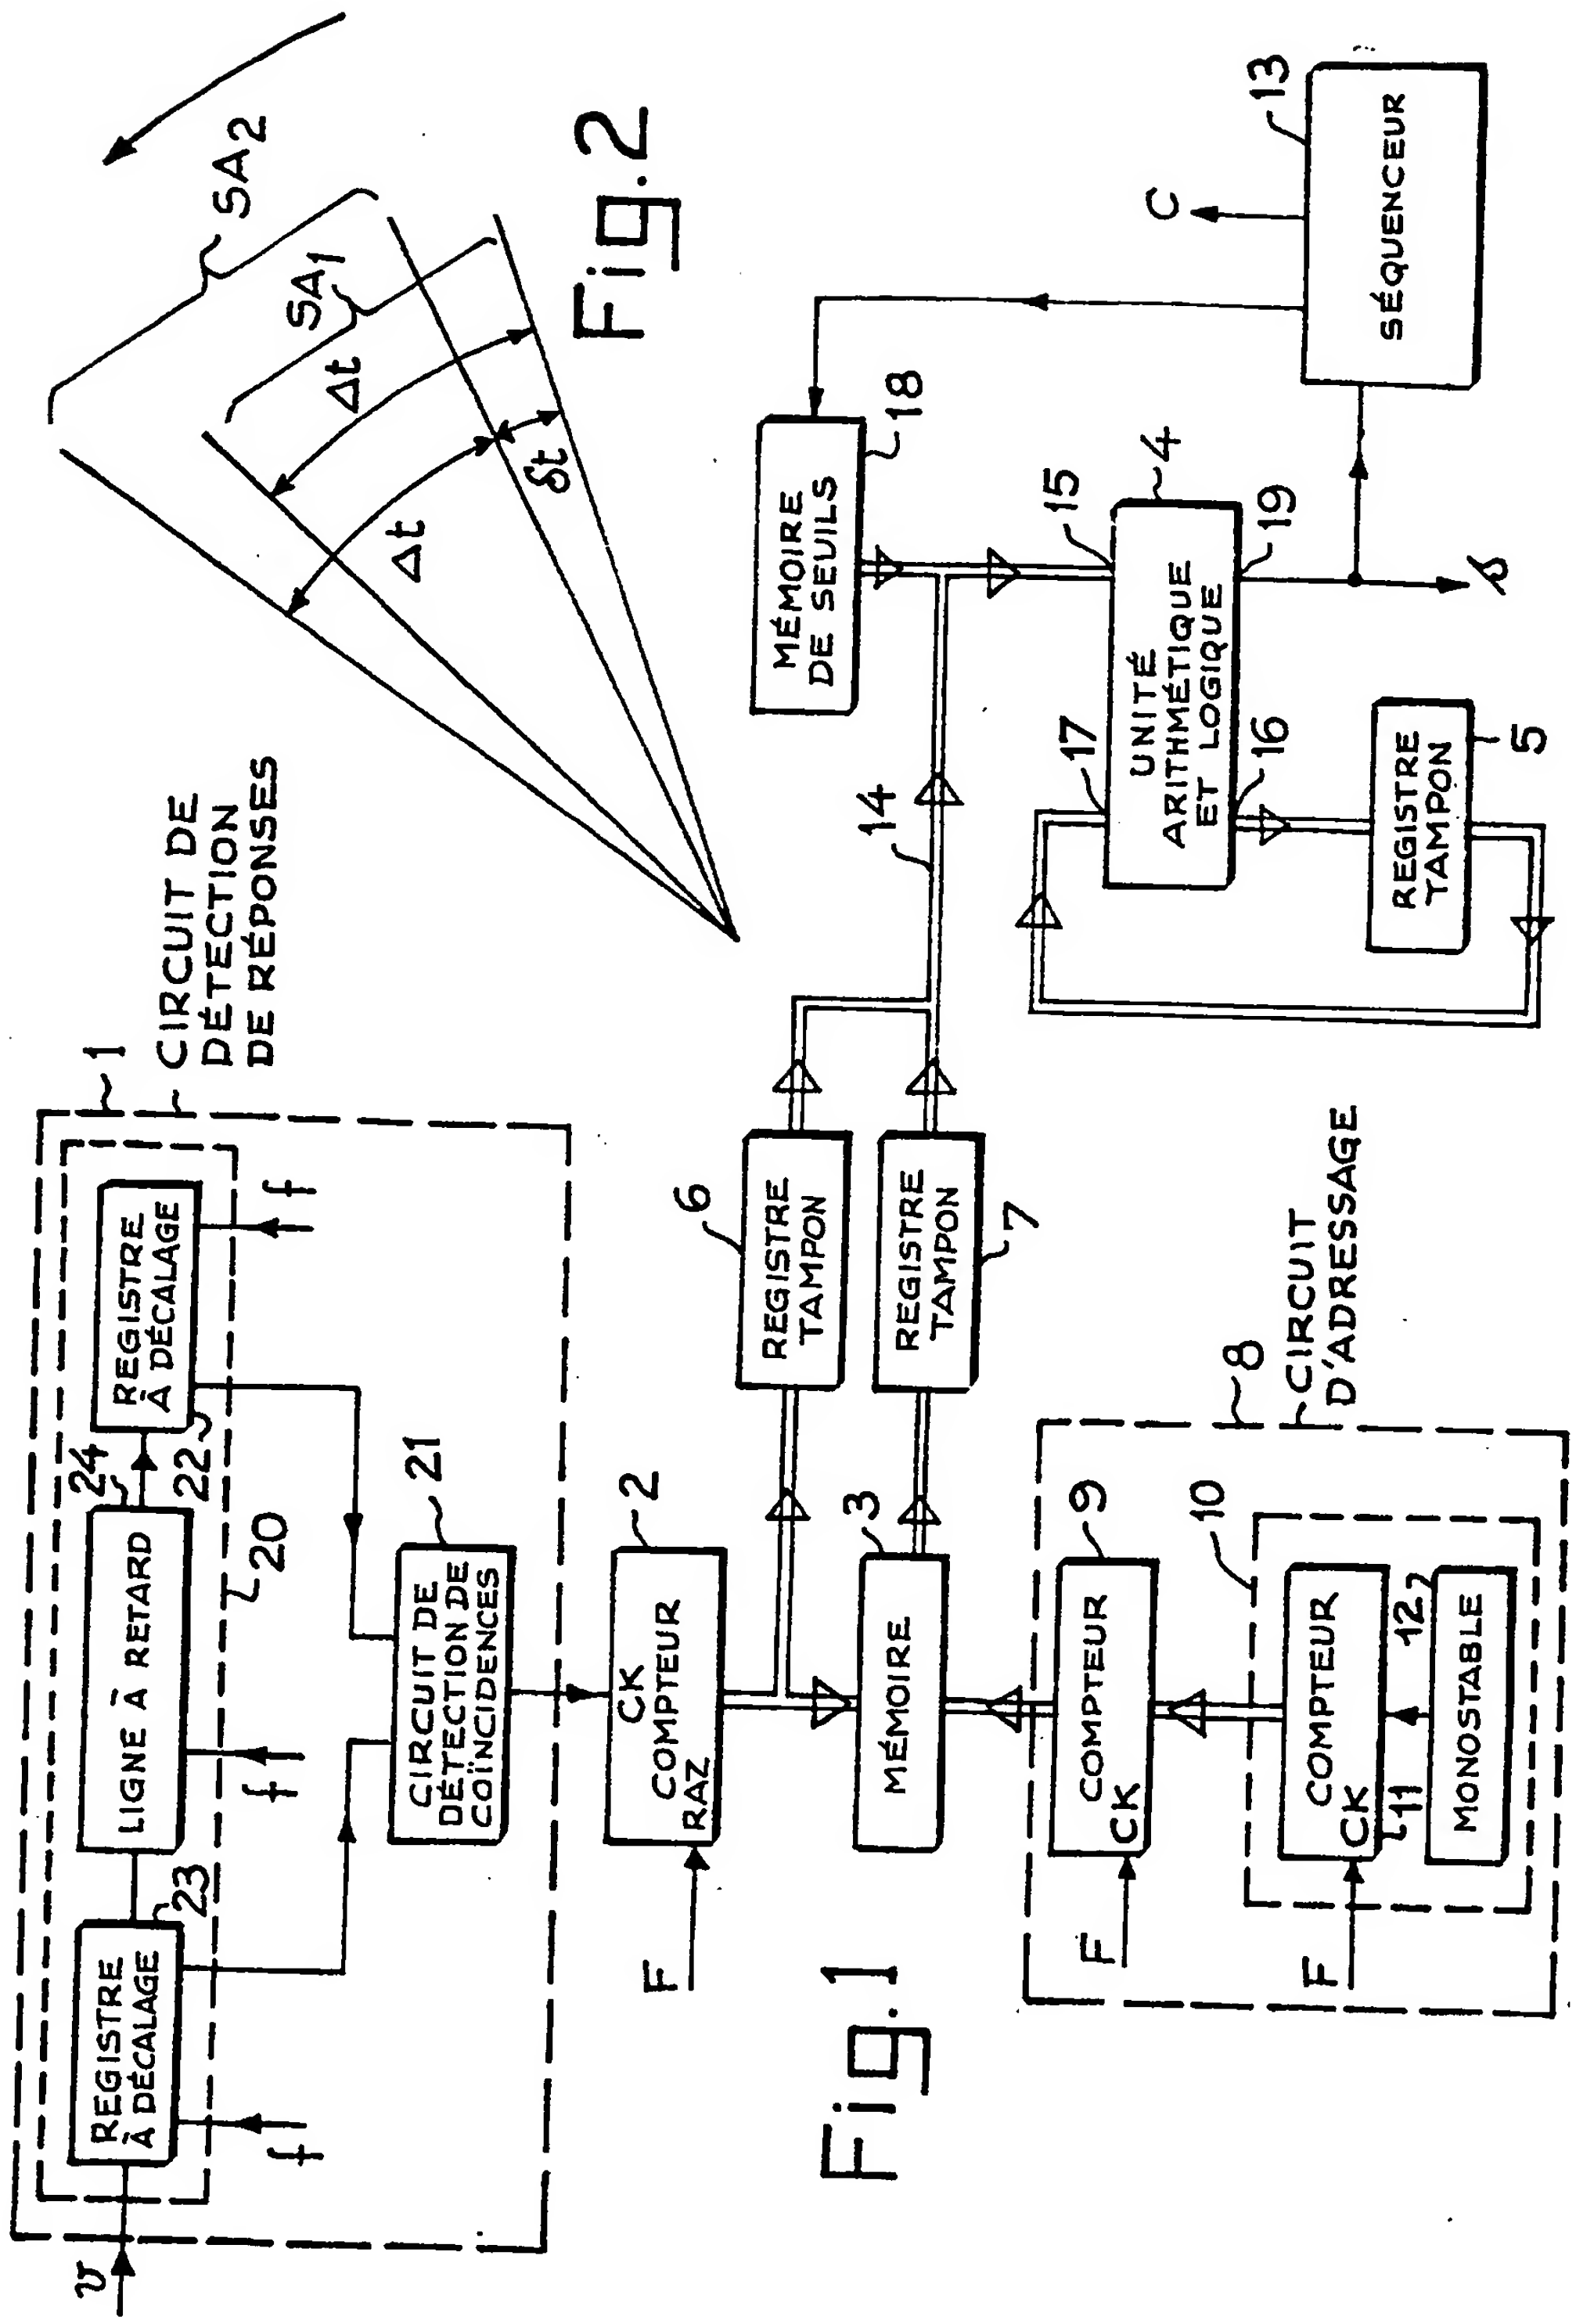 1
CIRCUIT DE
DÉTECTION
DE RÉPONSES
υ
REGISTRE
À DÉCALAGE
23
f
LIGNE À RETARD
24
f
REGISTRE
À DÉCALAGE
22
f
20
CIRCUIT DE
DÉTECTION DE
COÏNCIDENCES
21
CK
COMPTEUR
RAZ
2
F
MÉMOIRE
3
REGISTRE
TAMPON
6
REGISTRE
TAMPON
7
8
CIRCUIT
D'ADRESSAGE
COMPTEUR
CK
9
F
10
COMPTEUR
CK
11
F
12
MONOSTABLE
14
MÉMOIRE
DE SEUILS
18
15
17
UNITÉ
ARITHMÉTIQUE
ET LOGIQUE
4
16
19
REGISTRE
TAMPON
5
SÉQUENCEUR
13
C
s
Fig.1
SA2
SA1
Δt
Δt
δt
Fig.2